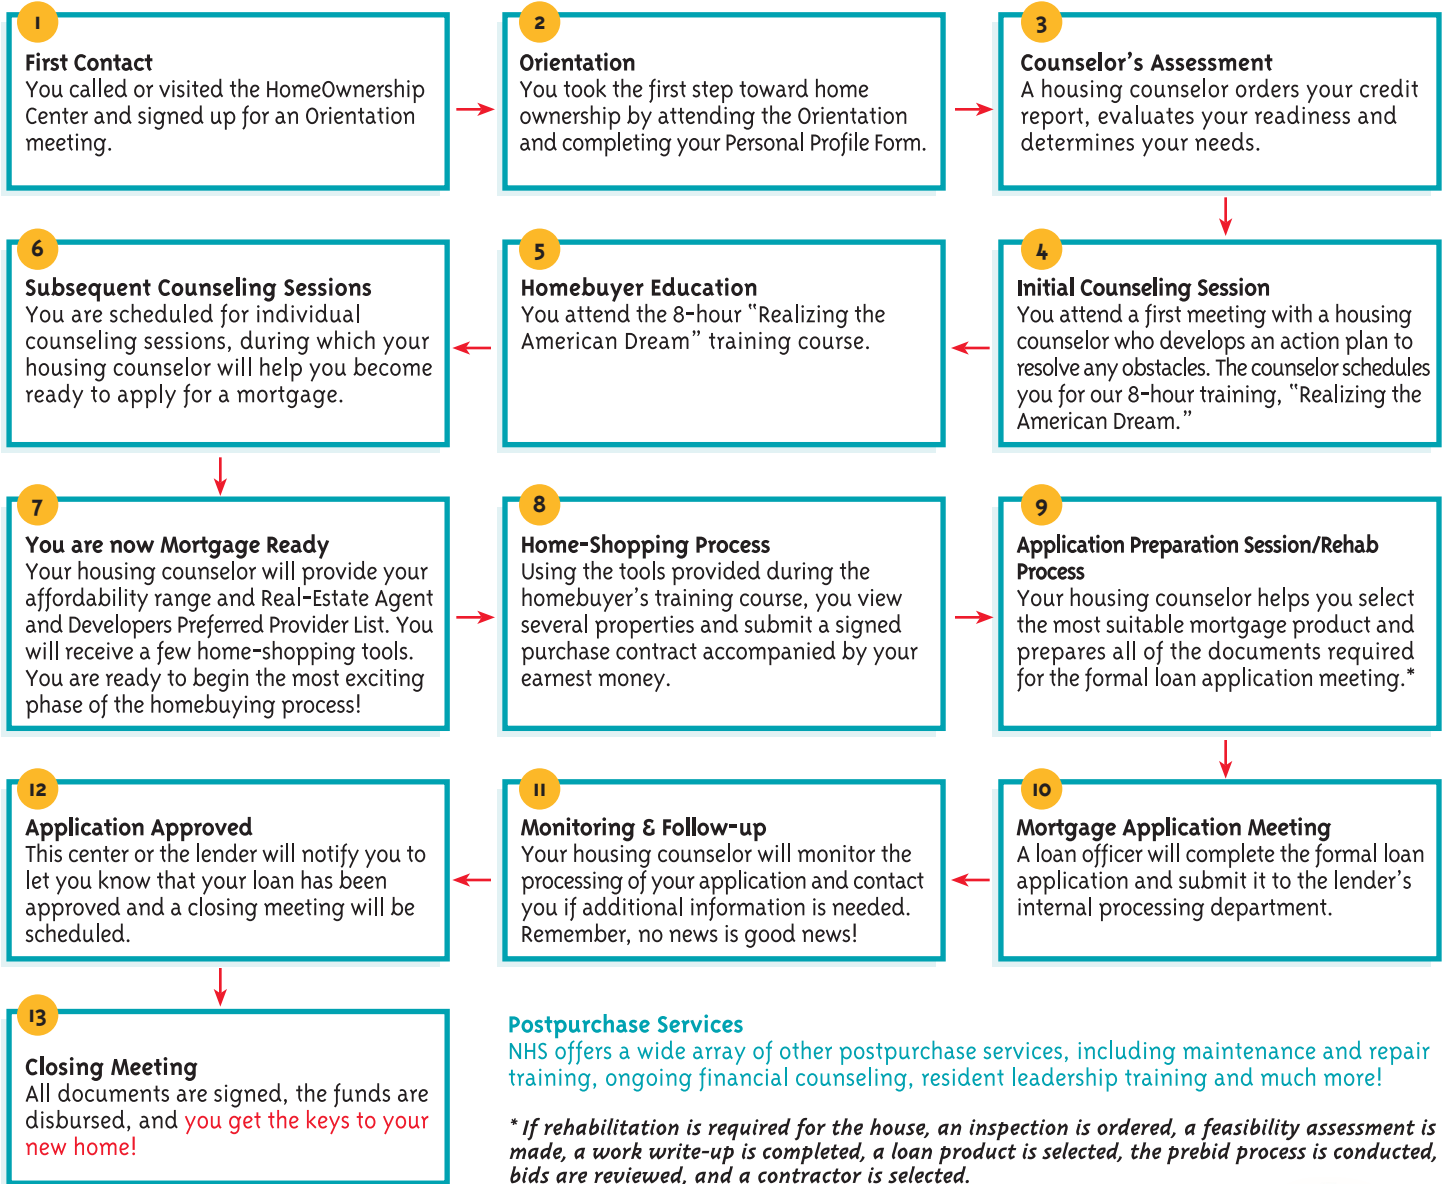 1
First Contact
You called or visited the HomeOwnership
Center and signed up for an Orientation
meeting.
2
Orientation
You took the first step toward home
ownership by attending the Orientation
and completing your Personal Profile Form.
3
Counselor's Assessment
A housing counselor orders your credit
report, evaluates your readiness and
determines your needs.
4
Initial Counseling Session
You attend a first meeting with a housing
counselor who develops an action plan to
resolve any obstacles. The counselor schedules
you for our 8-hour training, “Realizing the
American Dream.”
5
Homebuyer Education
You attend the 8-hour “Realizing the
American Dream” training course.
6
Subsequent Counseling Sessions
You are scheduled for individual
counseling sessions, during which your
housing counselor will help you become
ready to apply for a mortgage.
7
You are now Mortgage Ready
Your housing counselor will provide your
affordability range and Real-Estate Agent
and Developers Preferred Provider List. You
will receive a few home-shopping tools.
You are ready to begin the most exciting
phase of the homebuying process!
8
Home-Shopping Process
Using the tools provided during the
homebuyer's training course, you view
several properties and submit a signed
purchase contract accompanied by your
earnest money.
9
Application Preparation Session/Rehab
Process
Your housing counselor helps you select
the most suitable mortgage product and
prepares all of the documents required
for the formal loan application meeting.*
10
Mortgage Application Meeting
A loan officer will complete the formal loan
application and submit it to the lender's
internal processing department.
11
Monitoring & Follow-up
Your housing counselor will monitor the
processing of your application and contact
you if additional information is needed.
Remember, no news is good news!
12
Application Approved
This center or the lender will notify you to
let you know that your loan has been
approved and a closing meeting will be
scheduled.
13
Closing Meeting
All documents are signed, the funds are
disbursed, and you get the keys to your
new home!
Postpurchase Services
NHS offers a wide array of other postpurchase services, including maintenance and repair
training, ongoing financial counseling, resident leadership training and much more!
* If rehabilitation is required for the house, an inspection is ordered, a feasibility assessment is
made, a work write-up is completed, a loan product is selected, the prebid process is conducted,
bids are reviewed, and a contractor is selected.